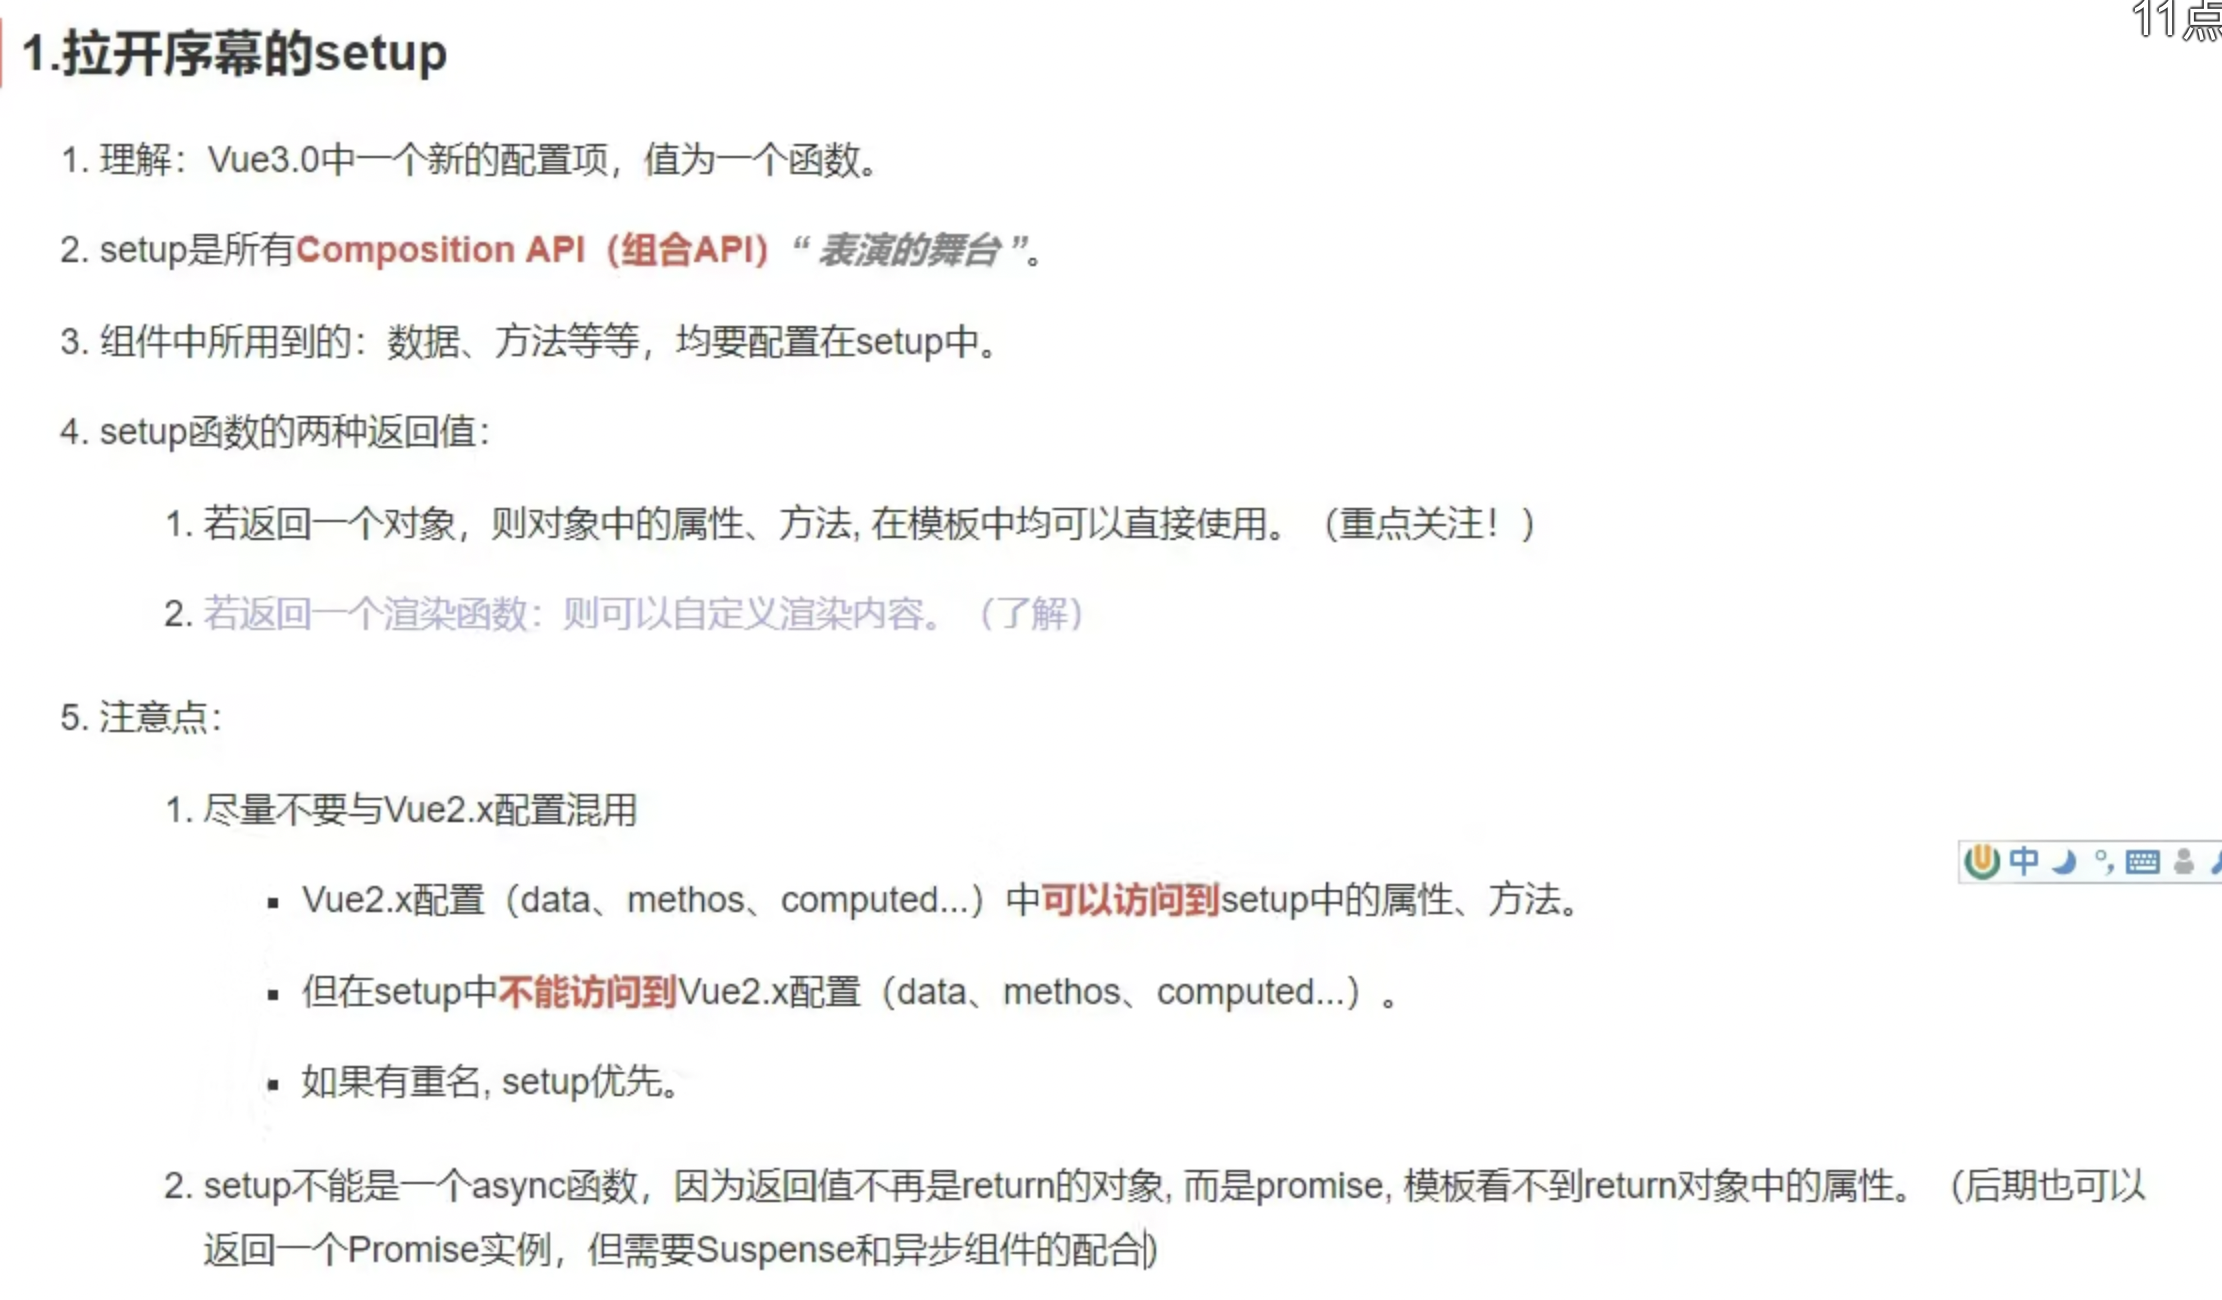 11点
1.拉开序幕的setup
1. 理解：Vue3.0中一个新的配置项，值为一个函数。
2. setup是所有Composition API（组合API）“ 表演的舞台 ”。
3. 组件中所用到的：数据、方法等等，均要配置在setup中。
4. setup函数的两种返回值：
1. 若返回一个对象，则对象中的属性、方法, 在模板中均可以直接使用。（重点关注！）
2. 若返回一个渲染函数：则可以自定义渲染内容。（了解）
5. 注意点：
1. 尽量不要与Vue2.x配置混用
▪ Vue2.x配置（data、methos、computed...）中可以访问到setup中的属性、方法。
▪ 但在setup中不能访问到Vue2.x配置（data、methos、computed...）。
▪ 如果有重名, setup优先。
2. setup不能是一个async函数，因为返回值不再是return的对象, 而是promise, 模板看不到return对象中的属性。（后期也可以
返回一个Promise实例，但需要Suspense和异步组件的配合)
中